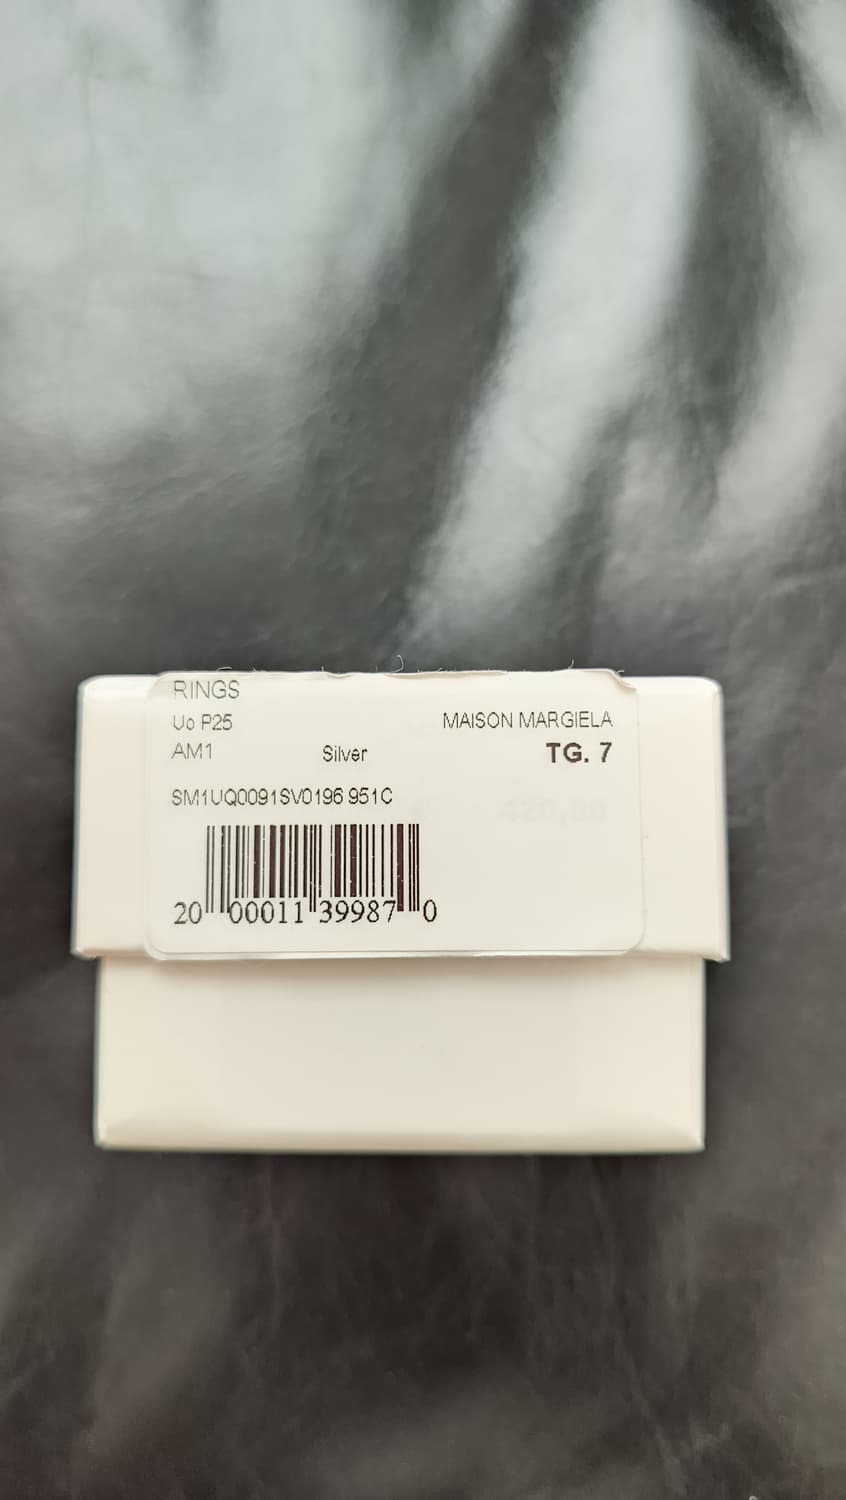 RINGS
Uo P25 MAISON MARGIELA
AM1 Silver TG. 7
SM1UQ0091SV0196 951C
20 00011 39987 0